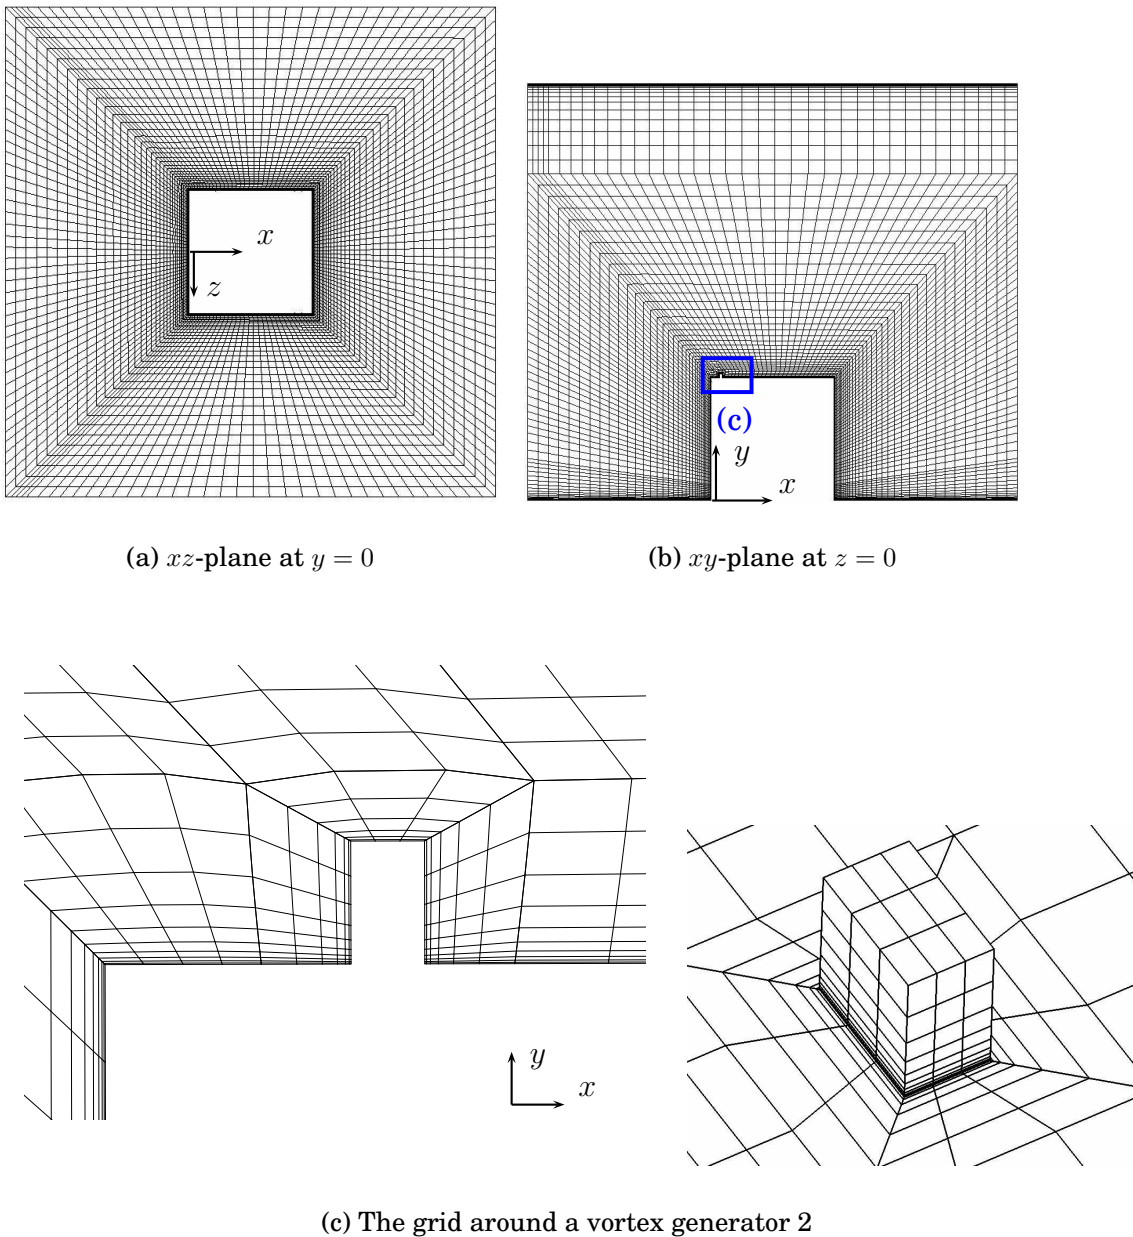 x
z
(c)
y
x
(a) xz-plane at y = 0
(b) xy-plane at z = 0
y
x
(c) The grid around a vortex generator 2